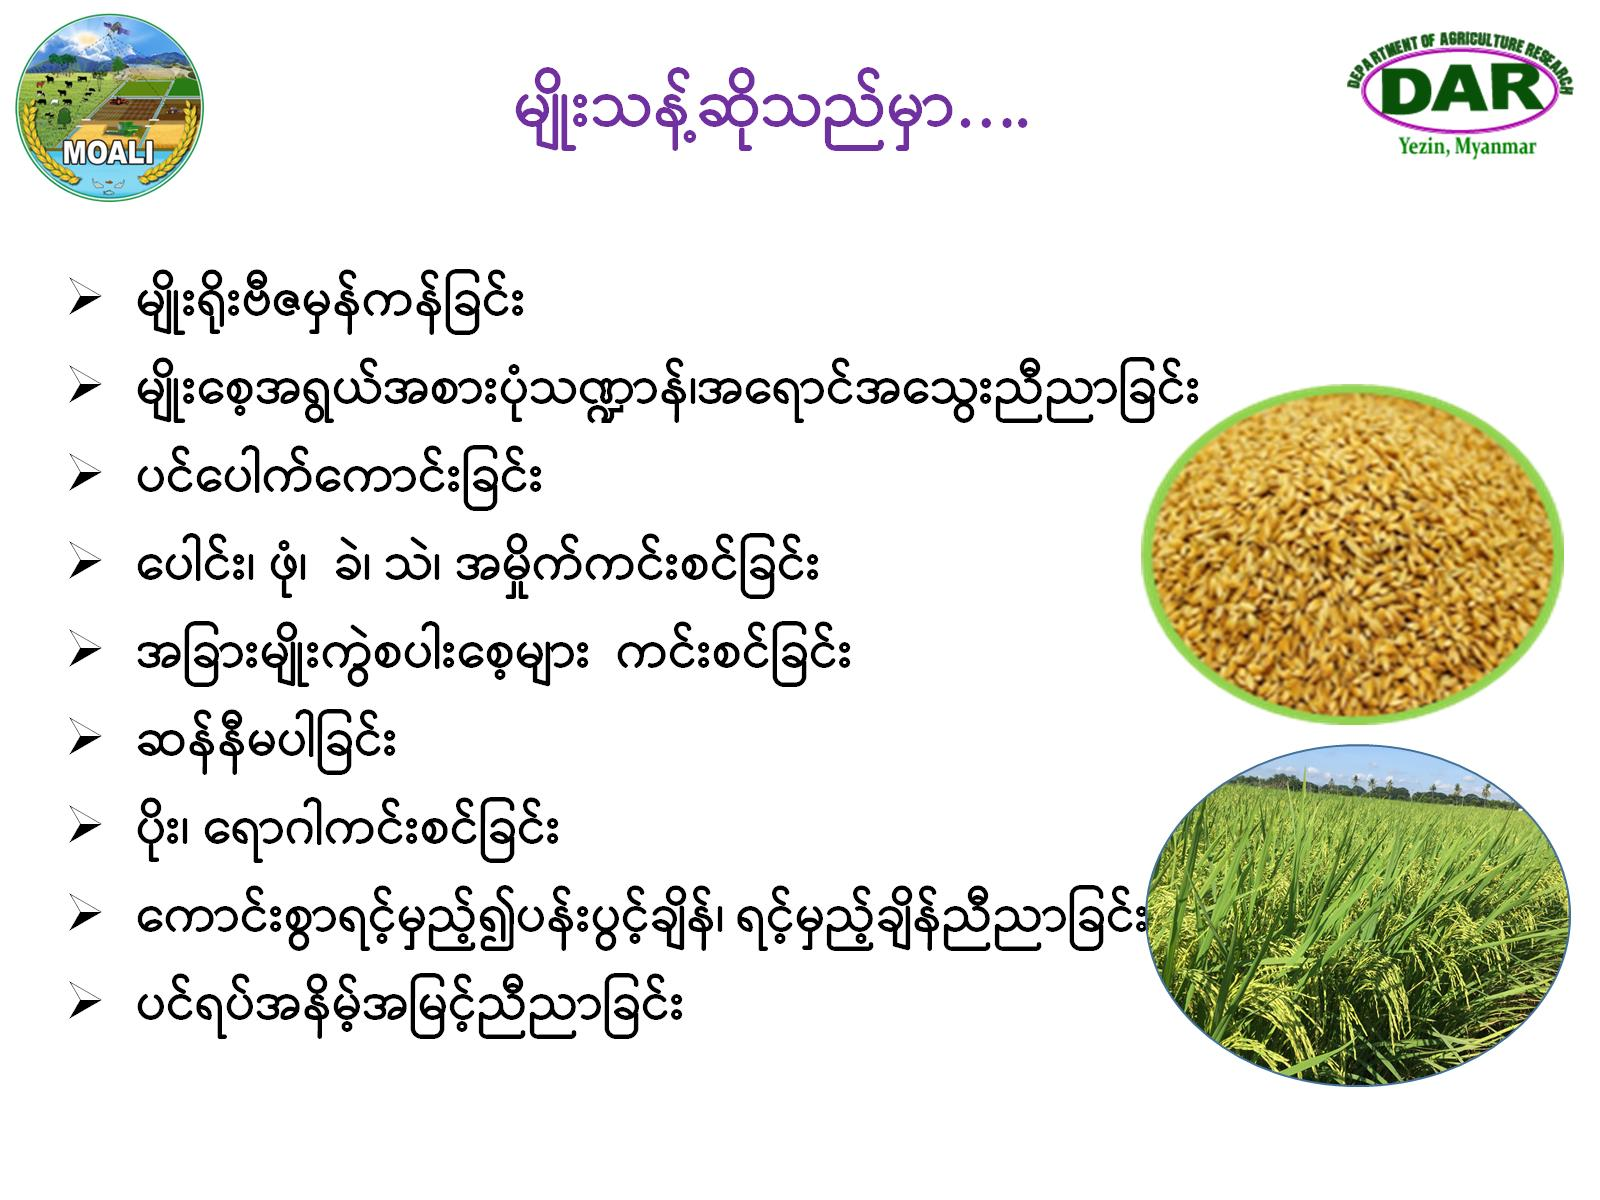 MOALI
မျိုးသန့်ဆိုသည်မှာ....
DEPARTMENT OF AGRICULTURE RESEARCH
DAR
Yezin, Myanmar
မျိုးရိုးဗီဇမှန်ကန်ခြင်း
မျိုးစေ့အရွယ်အစားပုံသဏ္ဍာန်၊အရောင်အသွေးညီညာခြင်း
ပင်ပေါက်ကောင်းခြင်း
ပေါင်း၊ ဖုံ၊ ခဲ၊ သဲ၊ အမှိုက်ကင်းစင်ခြင်း
အခြားမျိုးကွဲစပါးစေ့များ ကင်းစင်ခြင်း
ဆန်နီမပါခြင်း
ပိုး၊ ရောဂါကင်းစင်ခြင်း
ကောင်းစွာရင့်မှည့်၍ပန်းပွင့်ချိန်၊ ရင့်မှည့်ချိန်ညီညာခြင်း
ပင်ရပ်အနိမ့်အမြင့်ညီညာခြင်း